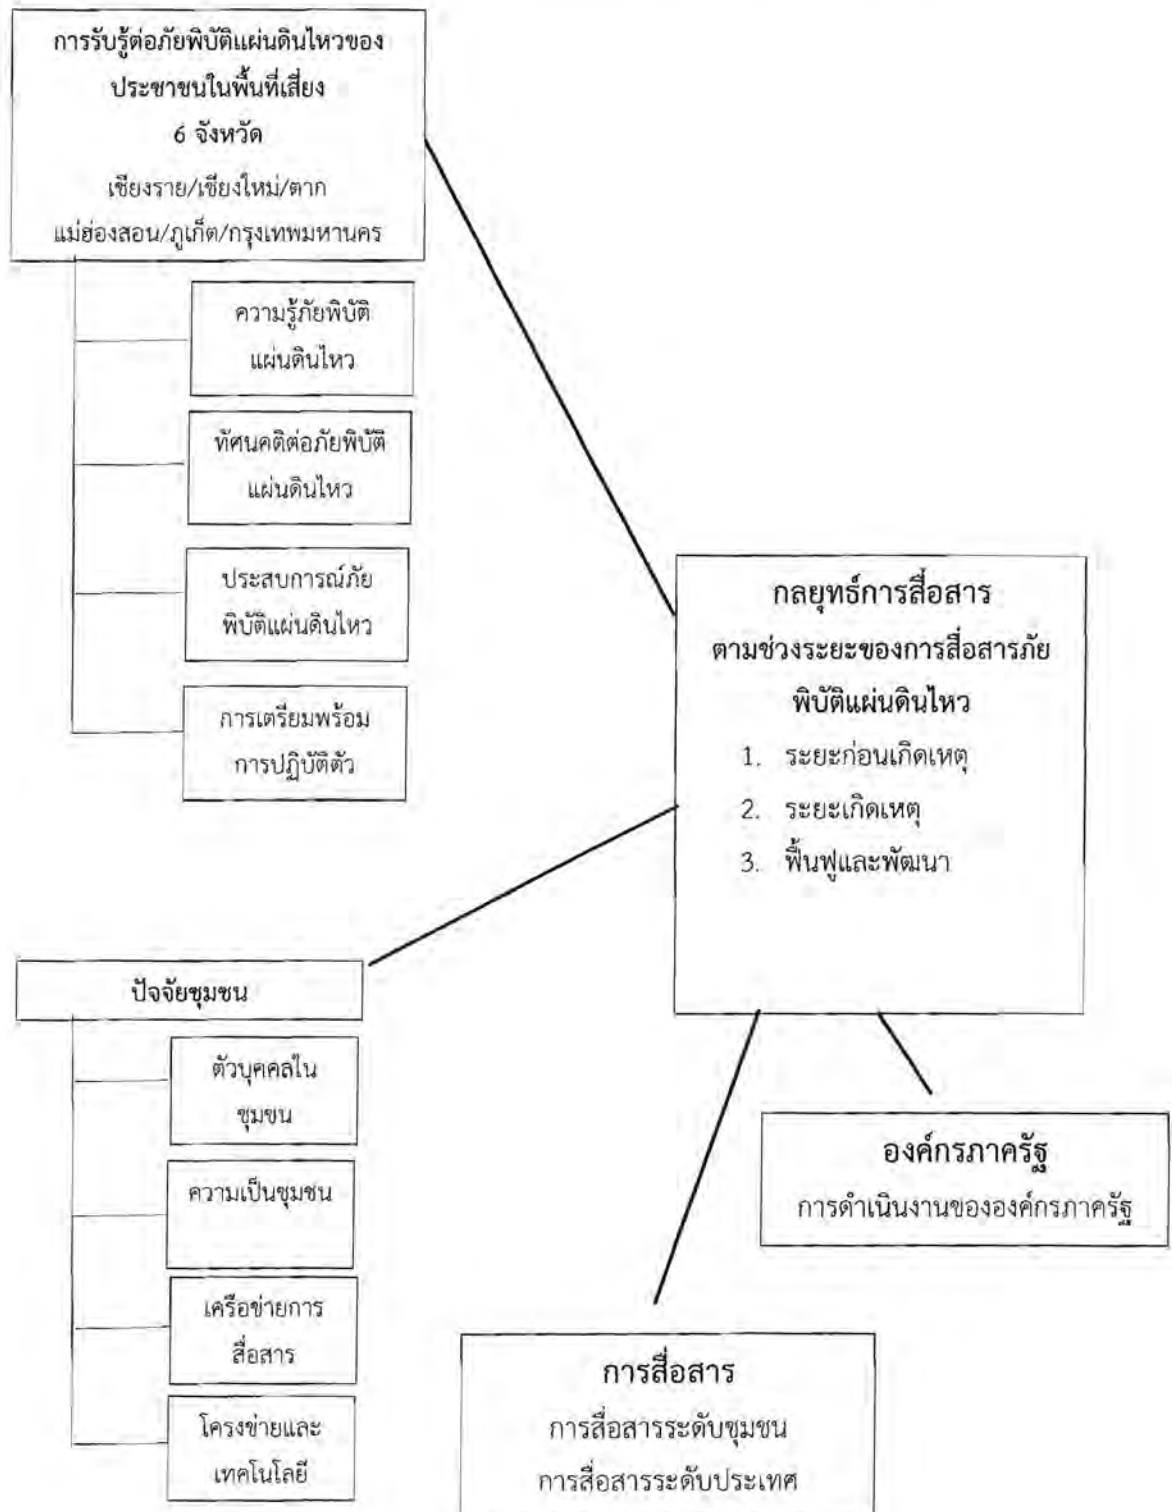 การรับรู้ต่อภัยพิบัติแผ่นดินไหวของ
ประชาชนในพื้นที่เสี่ยง
6 จังหวัด
เชียงราย/เชียงใหม่/ตาก
แม่ฮ่องสอน/ภูเก็ต/กรุงเทพมหานคร
ความรู้ภัยพิบัติ
แผ่นดินไหว
ทัศนคติต่อภัยพิบัติ
แผ่นดินไหว
ประสบการณ์ภัย
พิบัติแผ่นดินไหว
การเตรียมพร้อม
การปฏิบัติตัว
กลยุทธ์การสื่อสาร
ตามช่วงระยะของการสื่อสารภัย
พิบัติแผ่นดินไหว
1. ระยะก่อนเกิดเหตุ
2. ระยะเกิดเหตุ
3. ฟื้นฟูและพัฒนา
ปัจจัยชุมชน
ตัวบุคคลใน
ชุมชน
ความเป็นชุมชน
เครือข่ายการ
สื่อสาร
โครงข่ายและ
เทคโนโลยี
องค์กรภาครัฐ
การดำเนินงานขององค์กรภาครัฐ
การสื่อสาร
การสื่อสารระดับชุมชน
การสื่อสารระดับประเทศ